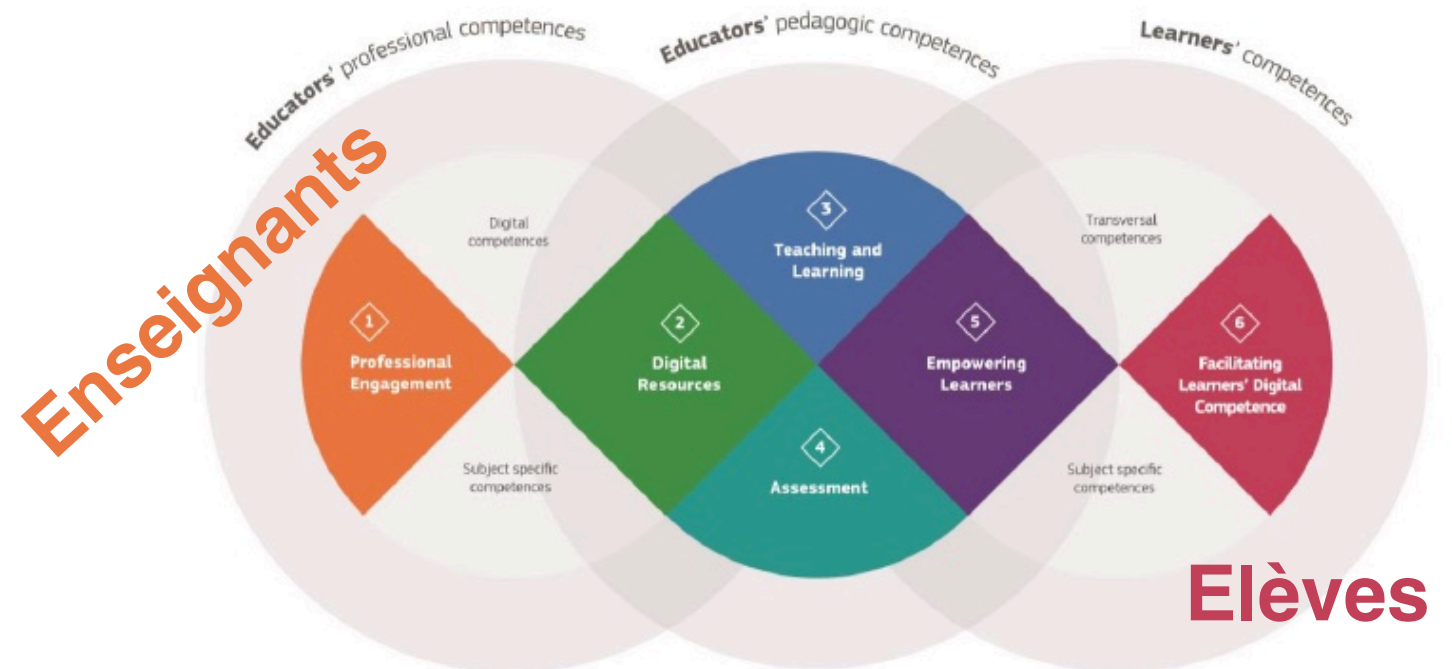 Educators' professional competences
Educators' pedagogic competences
Learners' competences
Enseignants
Digital
competences
3
Teaching and
Learning
Transversal
competences
1
Professional
Engagement
2
Digital
Resources
5
Empowering
Learners
6
Facilitating
Learners' Digital
Competence
4
Assessment
Subject specific
competences
Subject specific
competences
Elèves